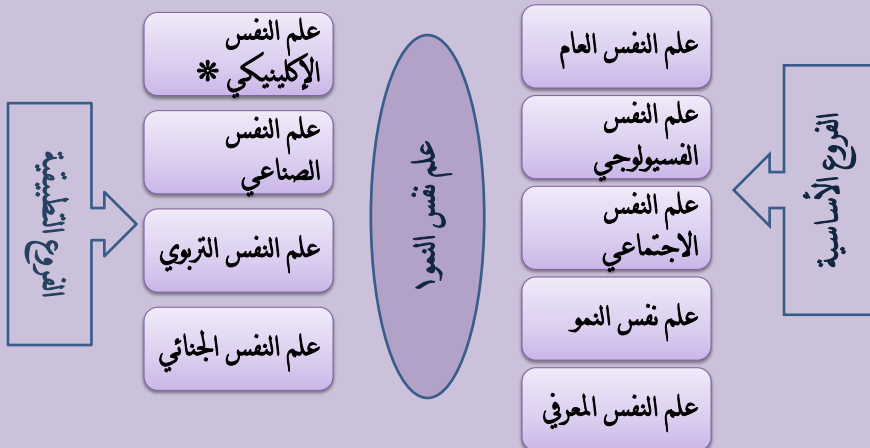 الفروع الأساسية
علم النفس العام
علم النفس
الفسيولوجي
علم النفس
الاجتماعي
علم نفس النمو
علم النفس المعرفي
علم نفس النمو١
علم النفس
الإكلينيكي *
علم النفس
الصناعي
علم النفس التربوي
علم النفس الجنائي
الفروع التطبيقية